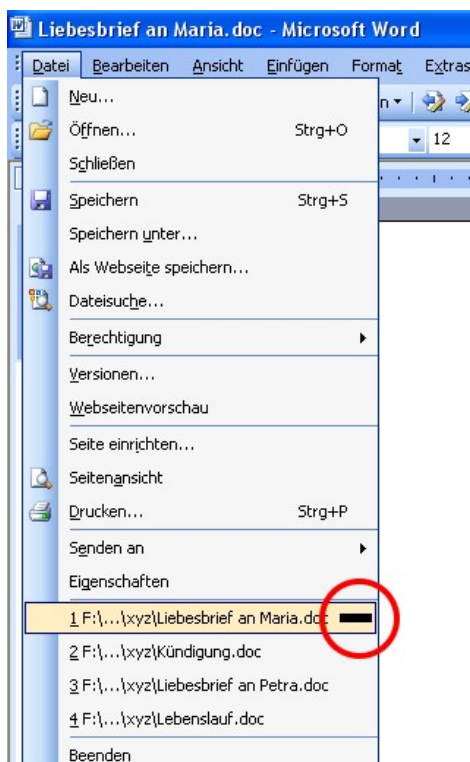 Liebesbrief an Maria.doc - Microsoft Word
Datei Bearbeiten Ansicht Einfügen Format Extras
Neu...
Öffnen... Strg+O
12
Schließen
Speichern Strg+S
Speichern unter...
Als Webseite speichern...
Dateisuche...
Berechtigung
Versionen...
Webseitenvorschau
Seite einrichten...
Seitenansicht
Drucken... Strg+P
Senden an
Eigenschaften
1 F:\...\xyz\Liebesbrief an Maria.doc
2 F:\...\xyz\Kündigung.doc
3 F:\...\xyz\Liebesbrief an Petra.doc
4 F:\...\xyz\Lebenslauf.doc
Beenden